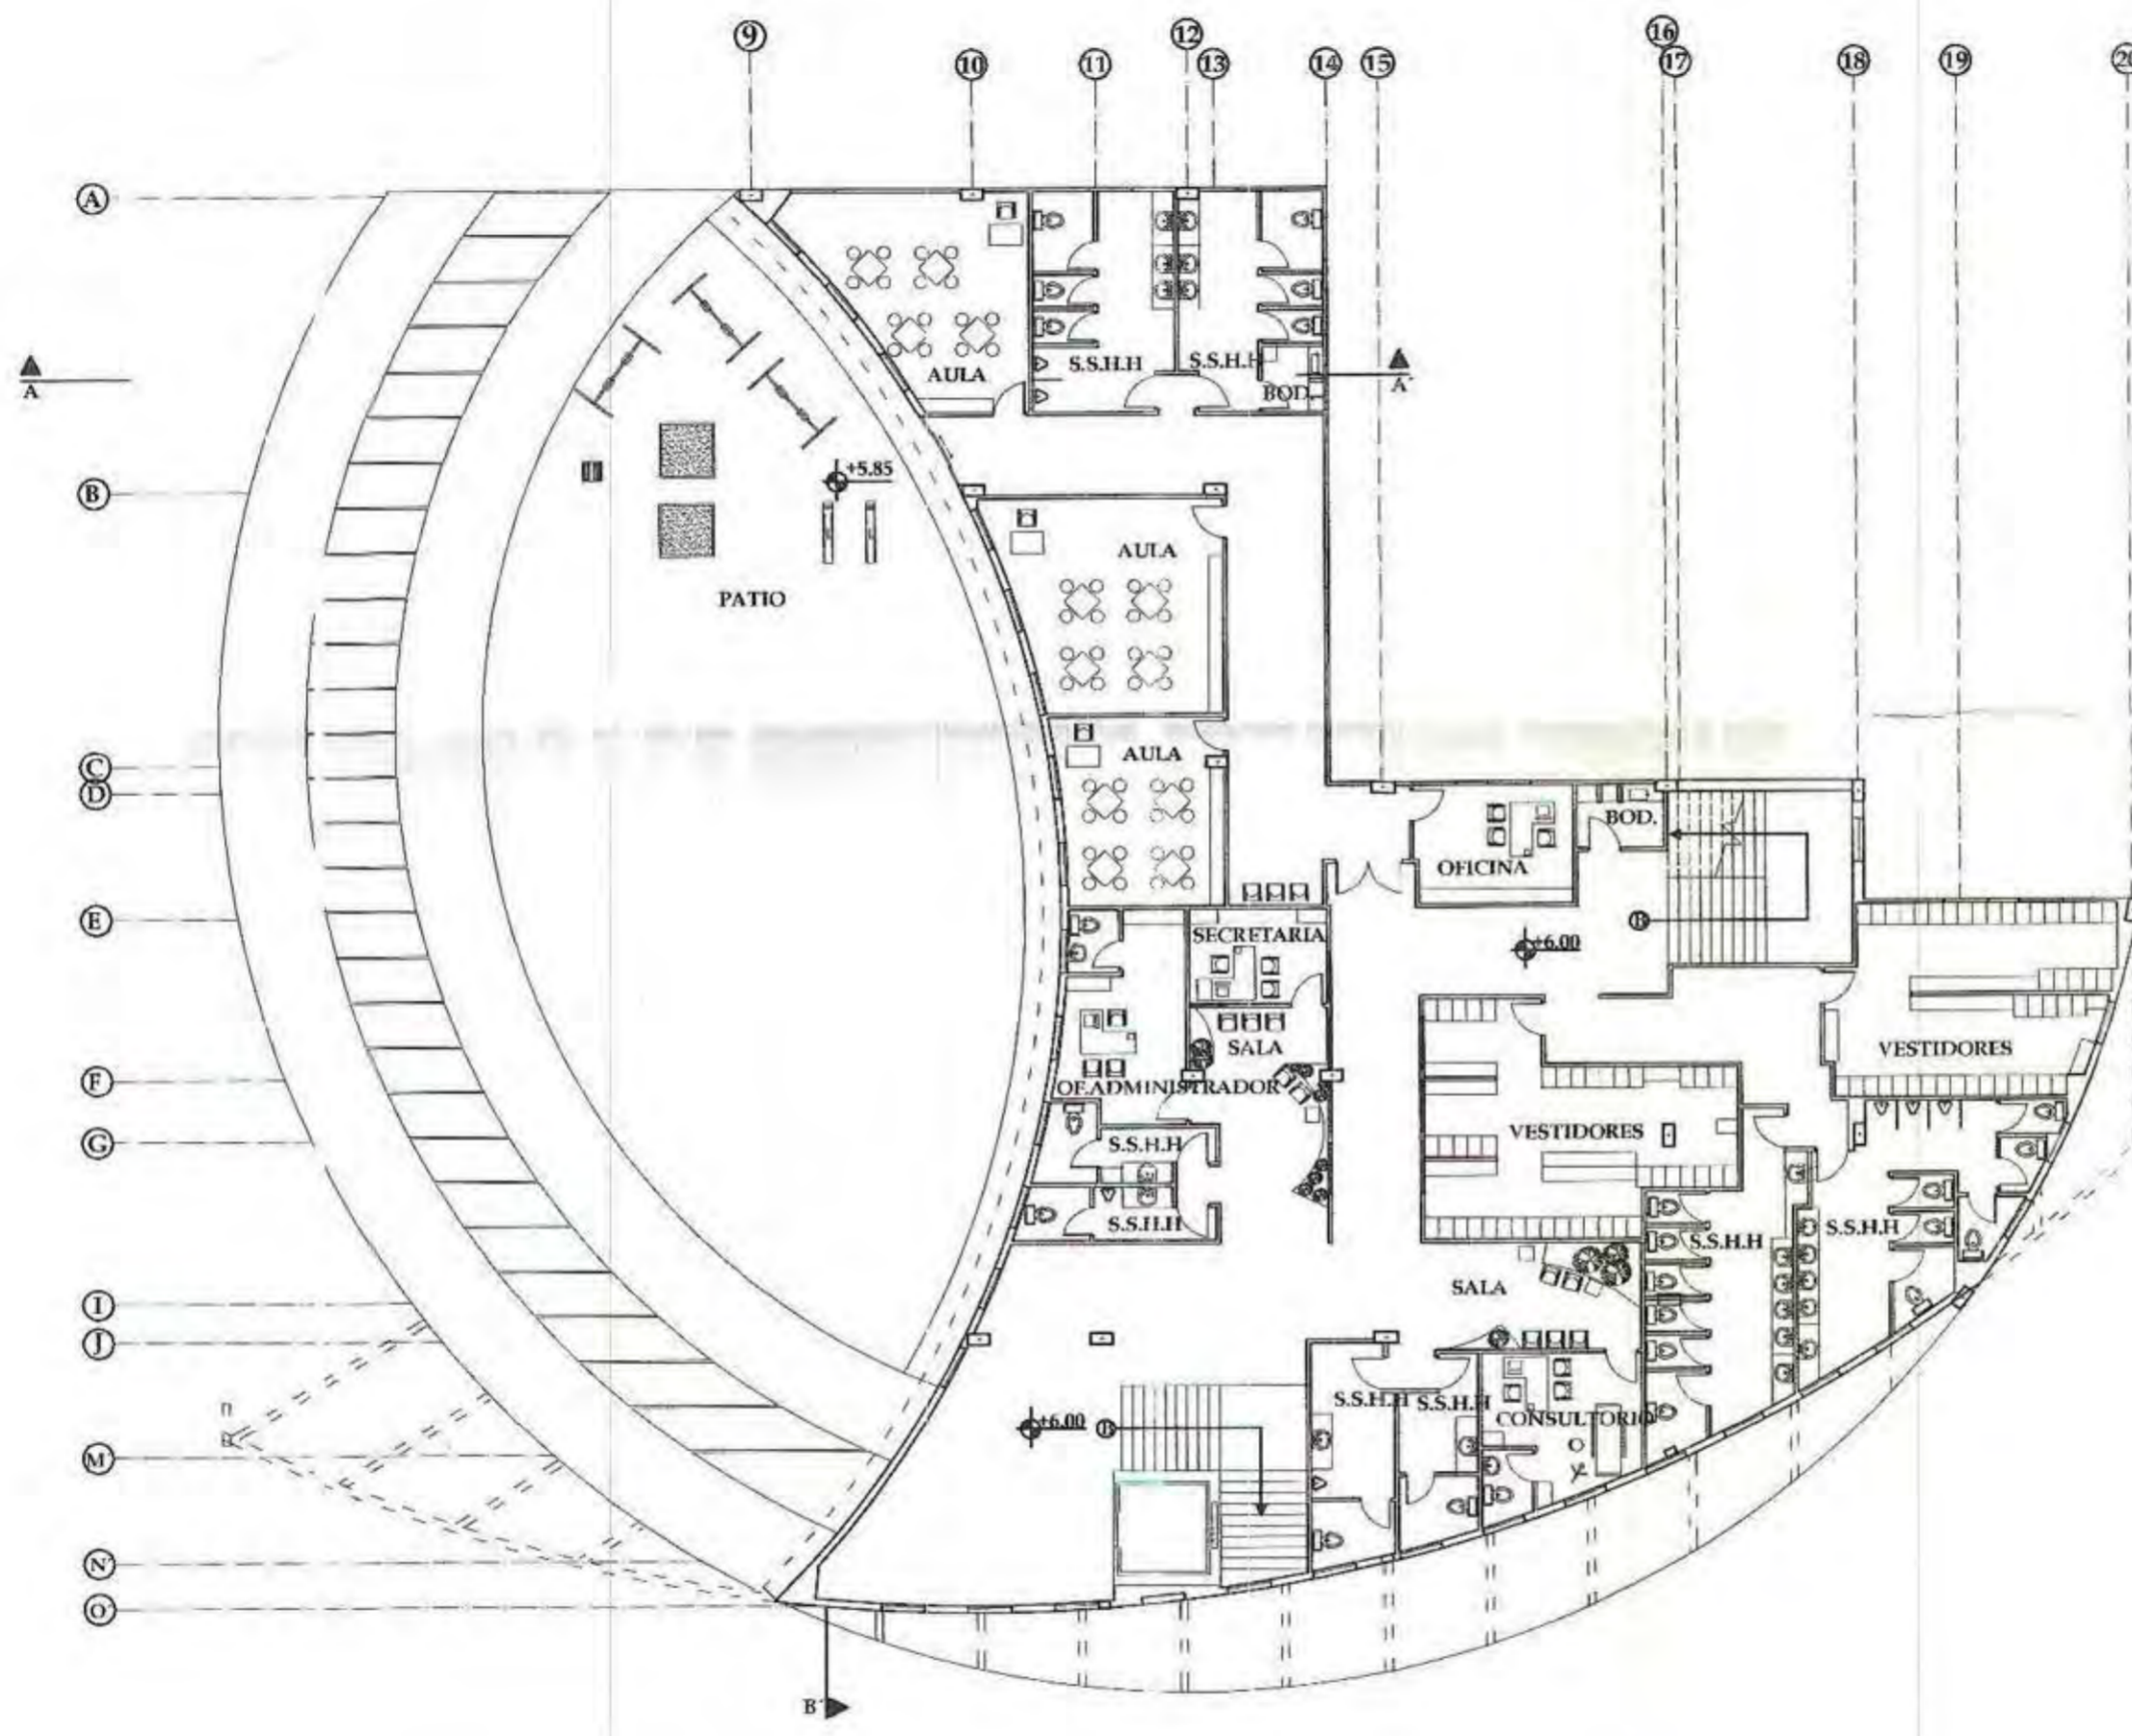 9
10
11
12
13
14
15
16
17
18
19
A
A
A´
AULA
S.S.H.H
S.S.H.H
BOD.
B
+5.85
PATIO
AULA
AULA
C
D
BOD.
OFICINA
E
SECRETARIA
B
+6.00
SALA
VESTIDORES
F
OF.ADMINISTRADOR
VESTIDORES
G
S.S.H.H
S.S.H.H
S.S.H.H
S.S.H.H
SALA
I
J
S.S.H.H
S.S.H.H
CONSULTORIO
+6.00
B
M
N
O
B´